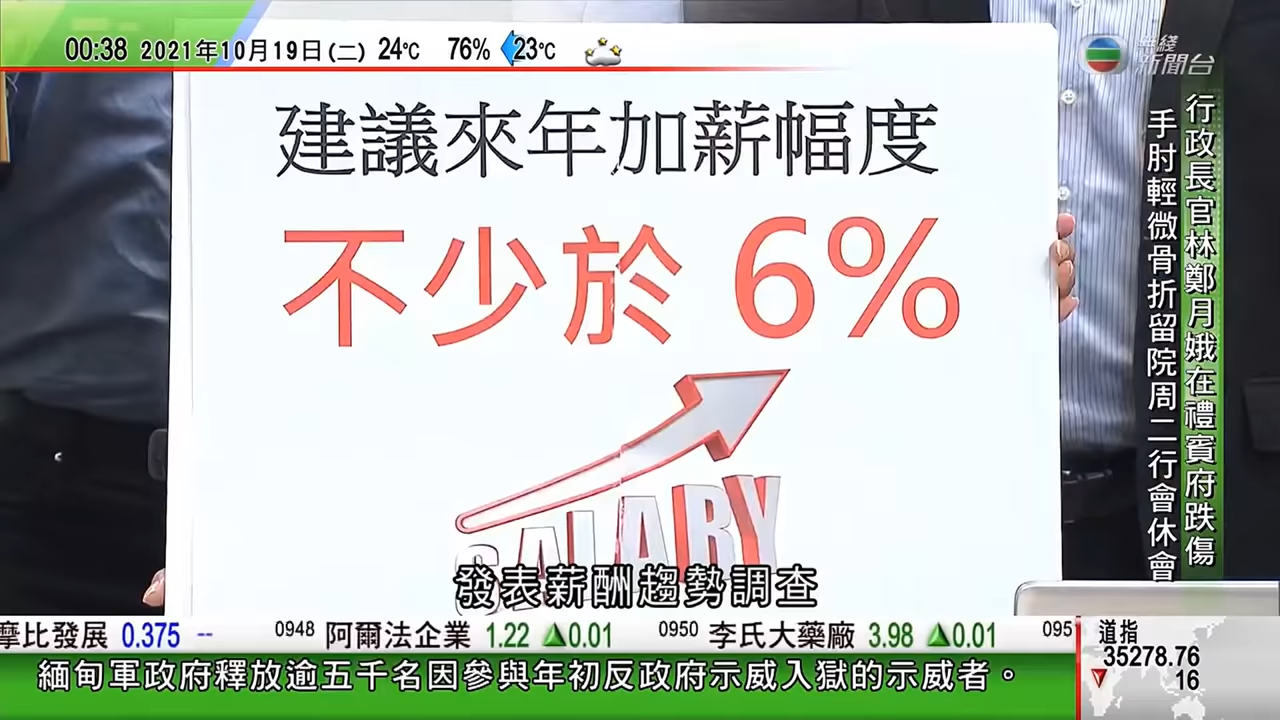 00:38 2021年10月19日(二) 24℃ 76% 23℃
無綫
新聞台
建議來年加薪幅度
不少於 6%
SALARY
行政長官林鄭月娥在禮賓府跌傷
手肘輕微骨折留院周二行會休會
發表薪酬趨勢調查
摩比發展 0.375 -- 0948 阿爾法企業 1.22 ▲0.01 0950 李氏大藥廠 3.98 ▲0.01 095
道指
35278.76
▼ 16
緬甸軍政府釋放逾五千名因參與年初反政府示威入獄的示威者。